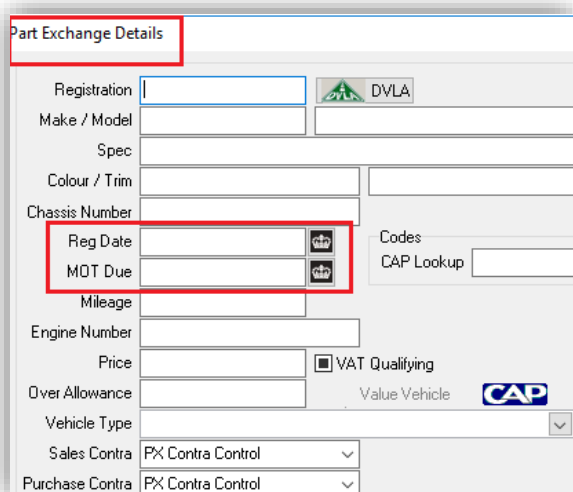 Part Exchange Details
Registration DVLA DVLA
Make / Model
Spec
Colour / Trim
Chassis Number
Reg Date Codes
MOT Due CAP Lookup
Mileage
Engine Number
Price VAT Qualifying
Over Allowance Value Vehicle CAP
Vehicle Type
Sales Contra PX Contra Control
Purchase Contra PX Contra Control